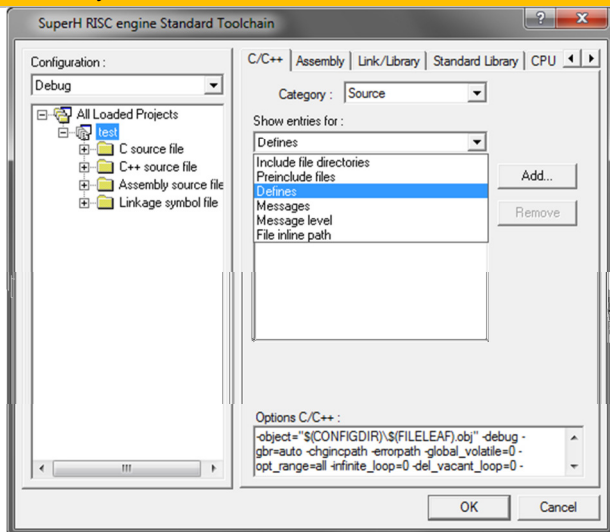 SuperH RISC engine Standard Toolchain
Configuration :
Debug
All Loaded Projects
test
C source file
C++ source file
Assembly source file
Linkage symbol file
C/C++ Assembly Link/Library Standard Library CPU
Category : Source
Show entries for :
Defines
Include file directories
Preinclude files
Defines
Messages
Message level
File inline path
Add...
Remove
Options C/C++ :
-object="$(CONFIGDIR)\$(FILELEAF).obj" -debug -
gbr=auto -chgincpath -errorpath -global_volatile=0 -
opt_range=all -infinite_loop=0 -del_vacant_loop=0 -
OK Cancel